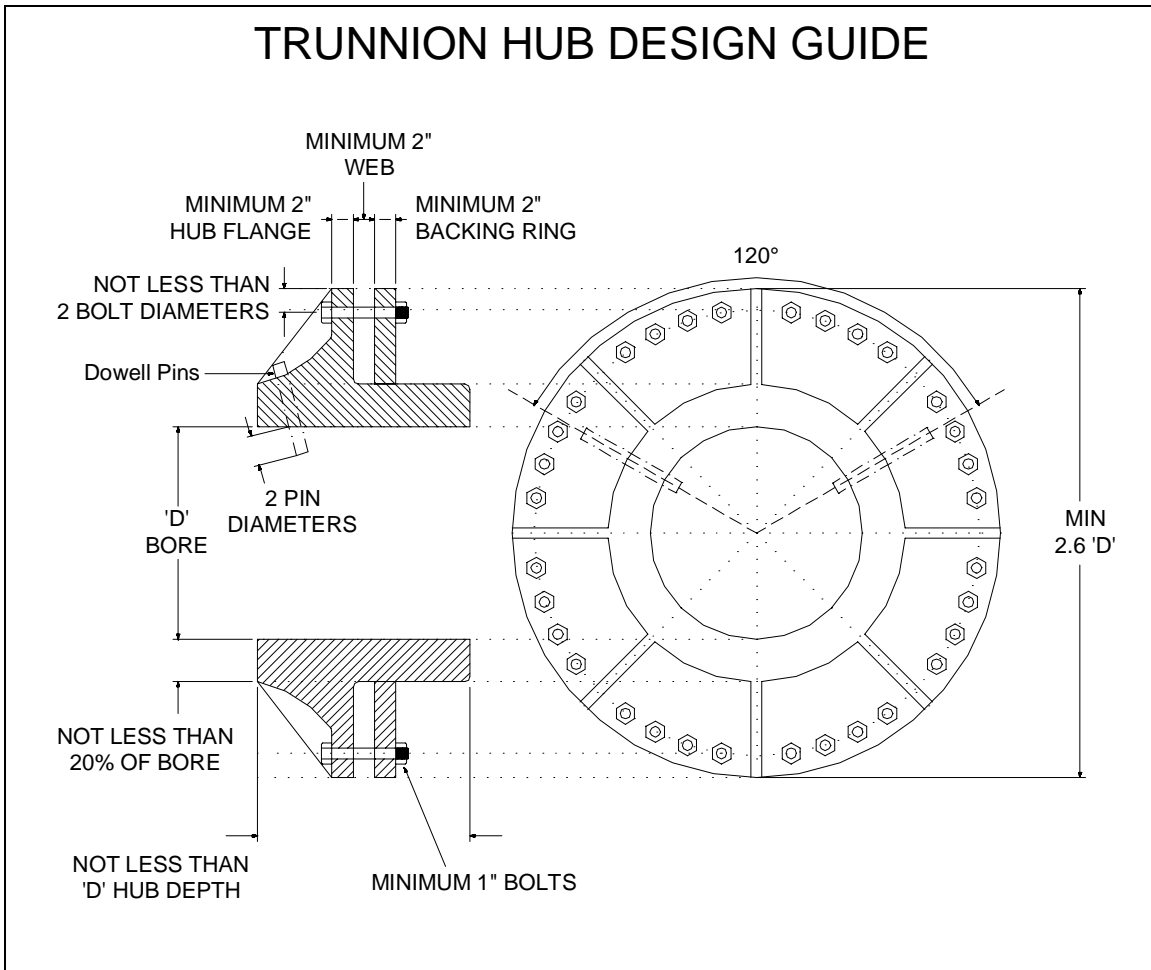 TRUNNION HUB DESIGN GUIDE
MINIMUM 2"
WEB
MINIMUM 2"
HUB FLANGE
MINIMUM 2"
BACKING RING
NOT LESS THAN
2 BOLT DIAMETERS
120°
Dowell Pins
2 PIN
DIAMETERS
'D'
BORE
MIN
2.6 'D'
NOT LESS THAN
20% OF BORE
NOT LESS THAN
'D' HUB DEPTH
MINIMUM 1" BOLTS